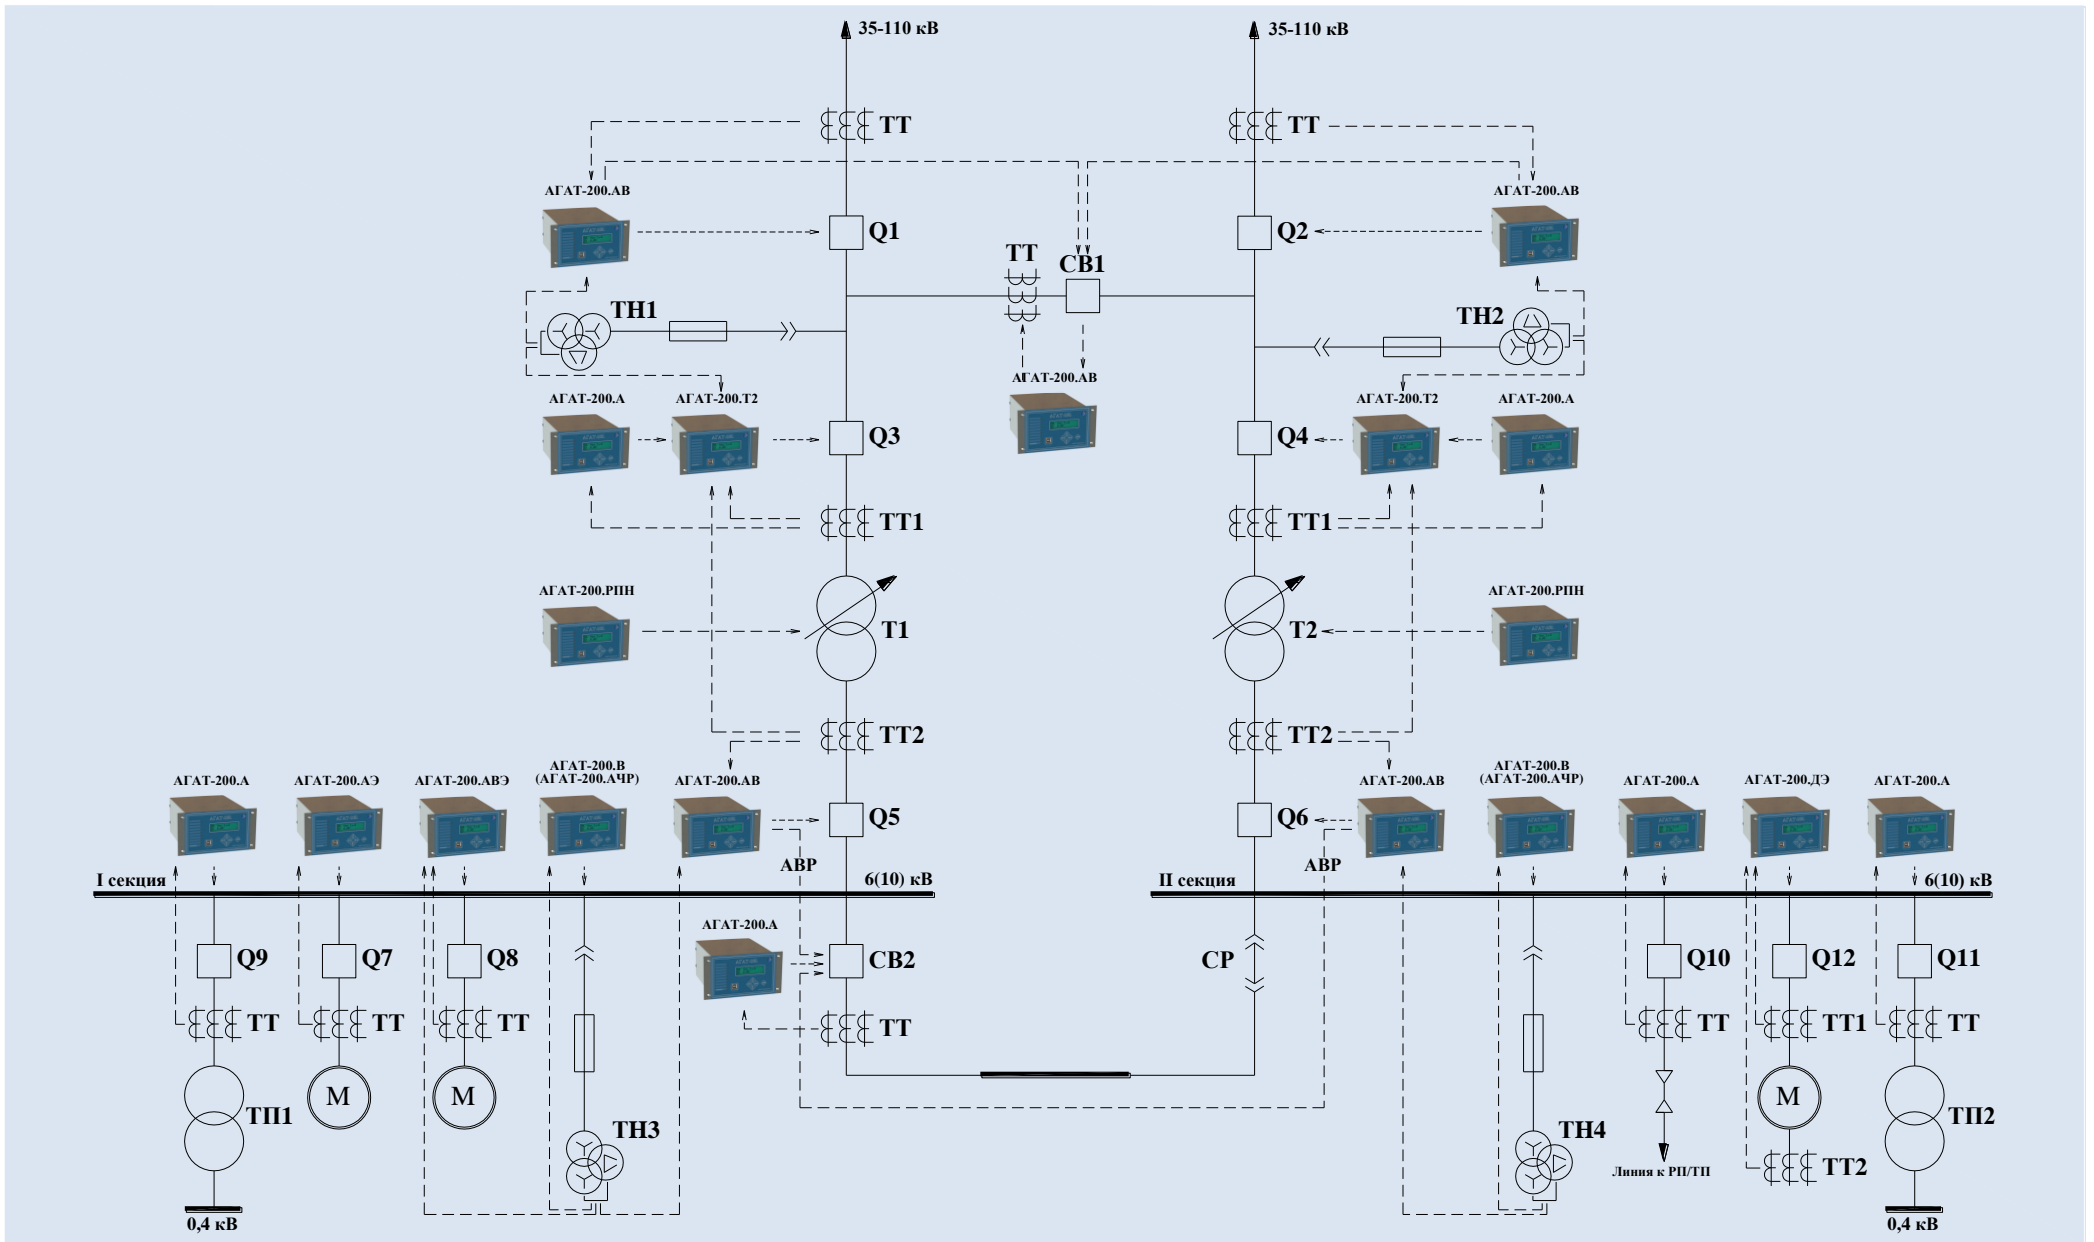 35-110 кВ
35-110 кВ
ТТ
ТТ
АГАТ-200.АВ
АГАТ-200.АВ
Q1
Q2
ТТ
СВ1
ТН1
ТН2
АГАТ-200.АВ
АГАТ-200.А
АГАТ-200.Т2
АГАТ-200.Т2
АГАТ-200.А
Q3
Q4
ТТ1
ТТ1
АГАТ-200.РПН
АГАТ-200.РПН
Т1
Т2
ТТ2
ТТ2
АГАТ-200.А
АГАТ-200.АЭ
АГАТ-200.АВЭ
АГАТ-200.В
(АГАТ-200.АЧР)
АГАТ-200.АВ
АГАТ-200.АВ
АГАТ-200.В
(АГАТ-200.АЧР)
АГАТ-200.А
АГАТ-200.ДЭ
АГАТ-200.А
Q5
Q6
АВР
АВР
I секция
6(10) кВ
II секция
6(10) кВ
АГАТ-200.А
Q9
Q7
Q8
СВ2
СР
Q10
Q12
Q11
ТТ
ТТ
ТТ
ТТ
ТТ
ТТ1
ТТ
М
М
М
ТП1
ТН3
ТН4
ТП2
Линия к РП/ТП
ТТ2
0,4 кВ
0,4 кВ